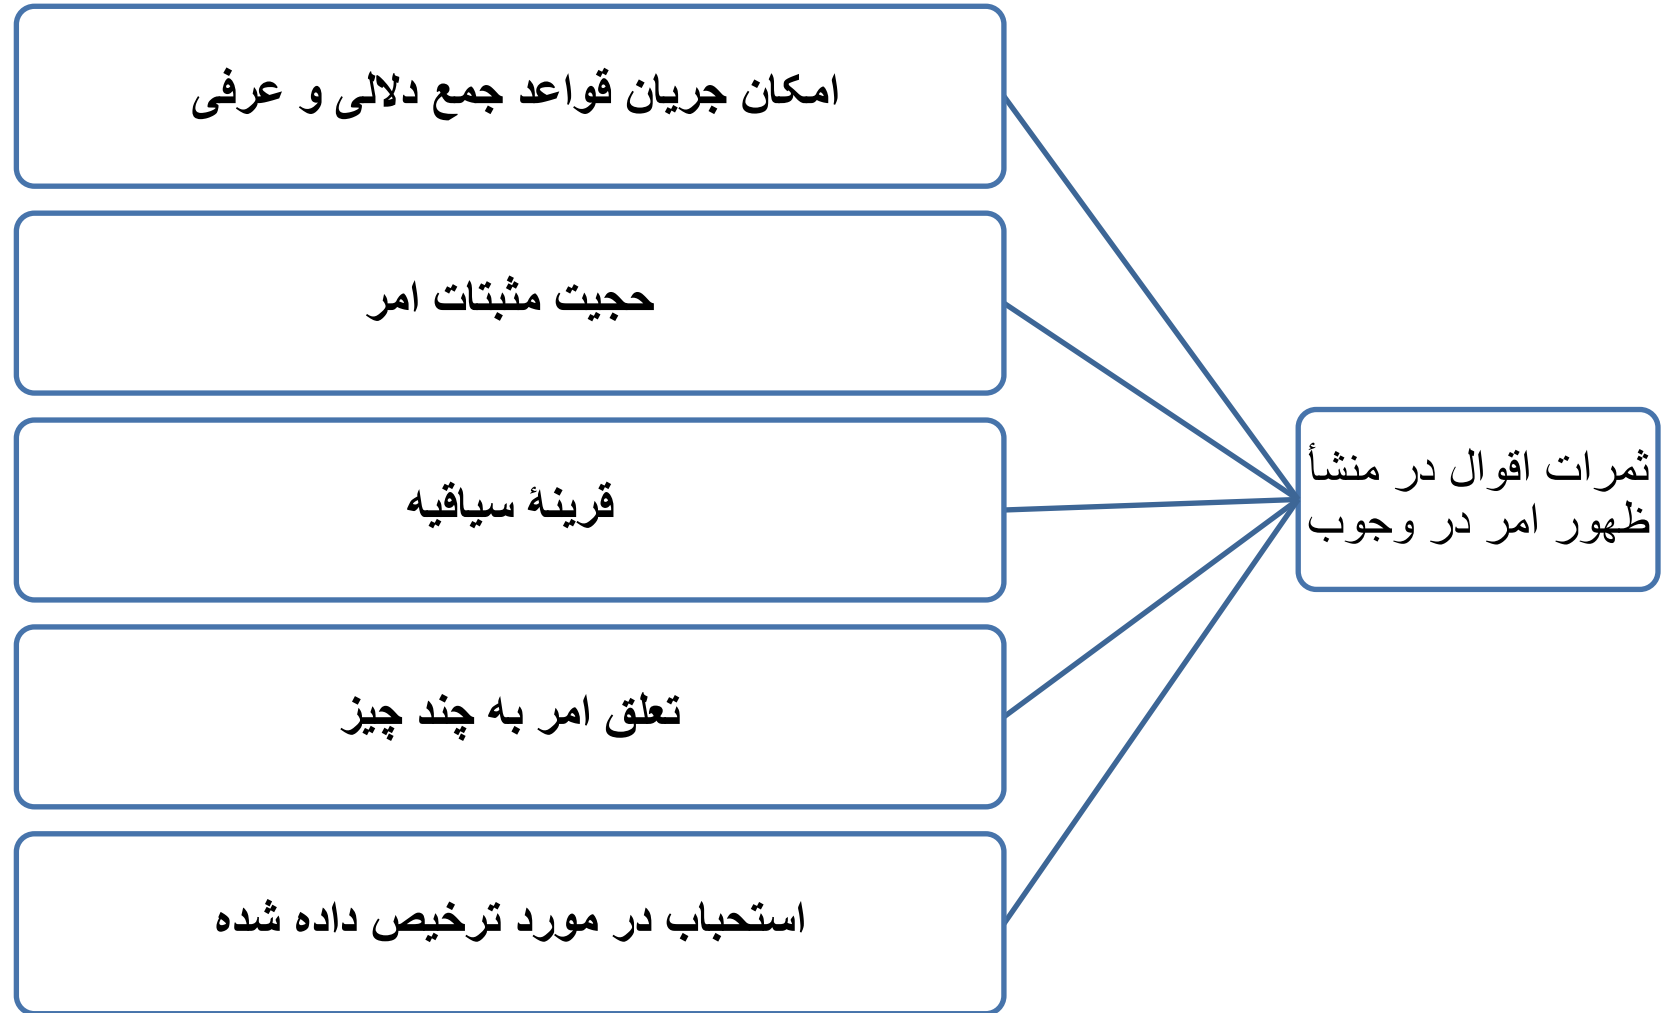 ثمرات اقوال در منشأ
ظهور امر در وجوب
امکان جریان قواعد جمع دلالی و عرفی
حجیت مثبتات امر
قرینهٔ سیاقیه
تعلق امر به چند چیز
استحباب در مورد ترخیص داده شده